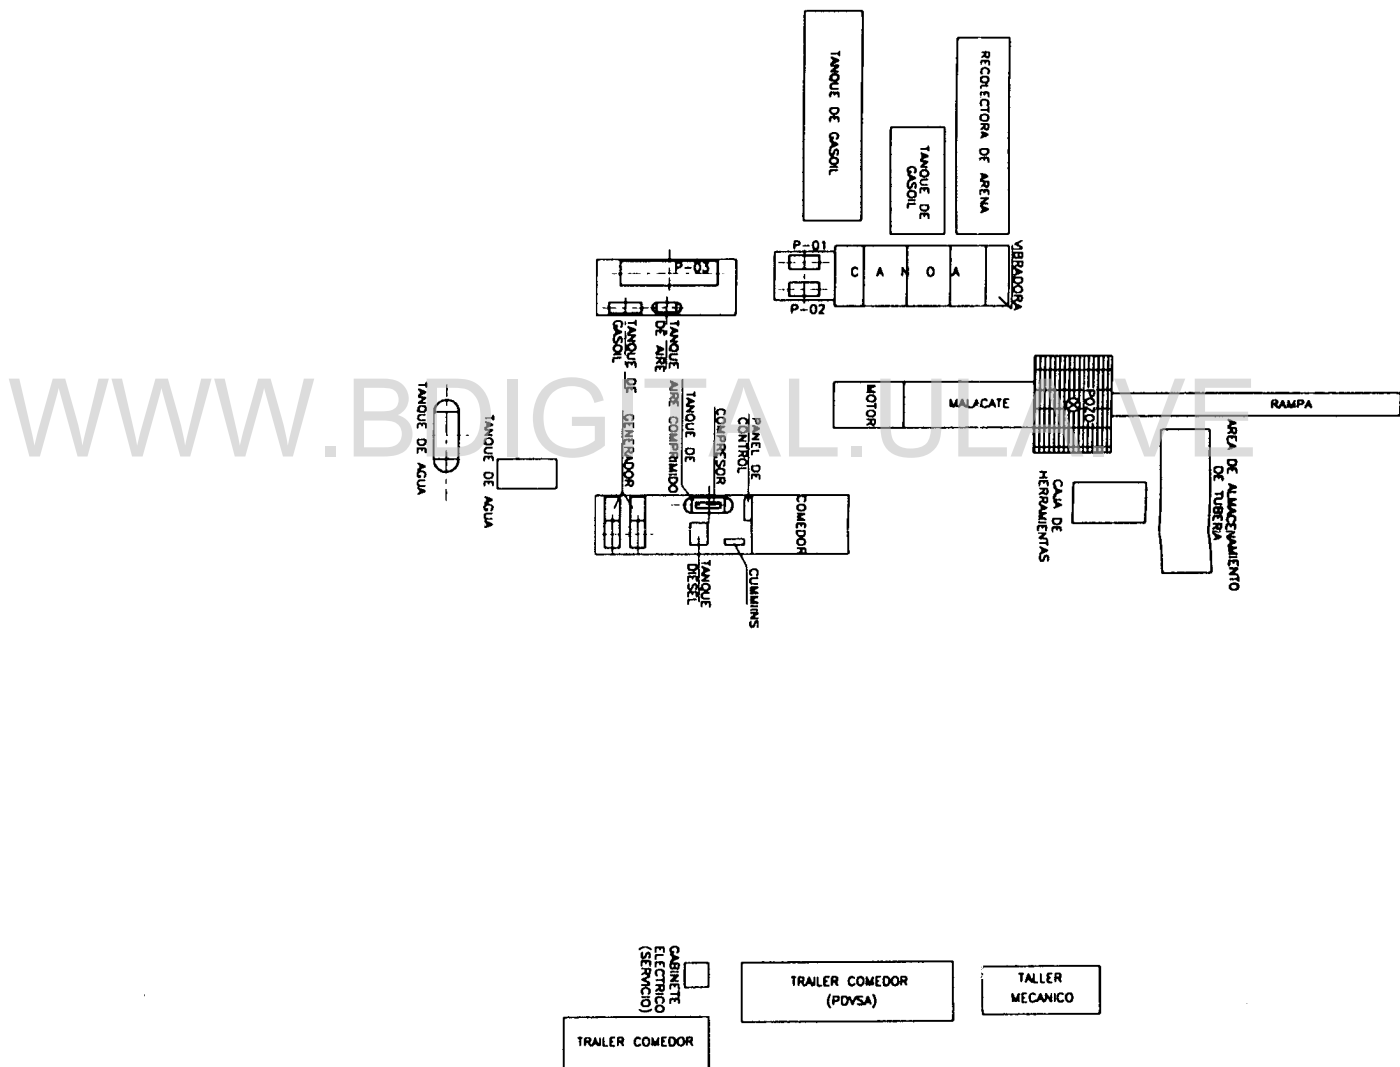 TANQUE DE GASOIL
RECOLECTORA DE ARENA
TANQUE DE
GASOIL
P-01
P-02
C A N O A
VIBRADORA
P-03
TANQUE
DE AIRE
TANQUE DE
GASOIL
GENERADOR
TANQUE DE
AIRE COMPRIMIDO
COMPRESOR
PANEL DE
CONTROL
MOTOR
MALACATE
POZO
RAMPA
WWW.BDIGITAL.ULA.VE
TANQUE DE AGUA
TANQUE DE AGUA
CAJA DE
HERRAMIENTAS
AREA DE ALMACENAMIENTO
DE TUBERIA
COMEDOR
TANQUE
DIESEL
CUMMIINS
GABINETE
ELECTRICO
(SERVICIO)
TRAILER COMEDOR
(PDVSA)
TALLER
MECANICO
TRAILER COMEDOR